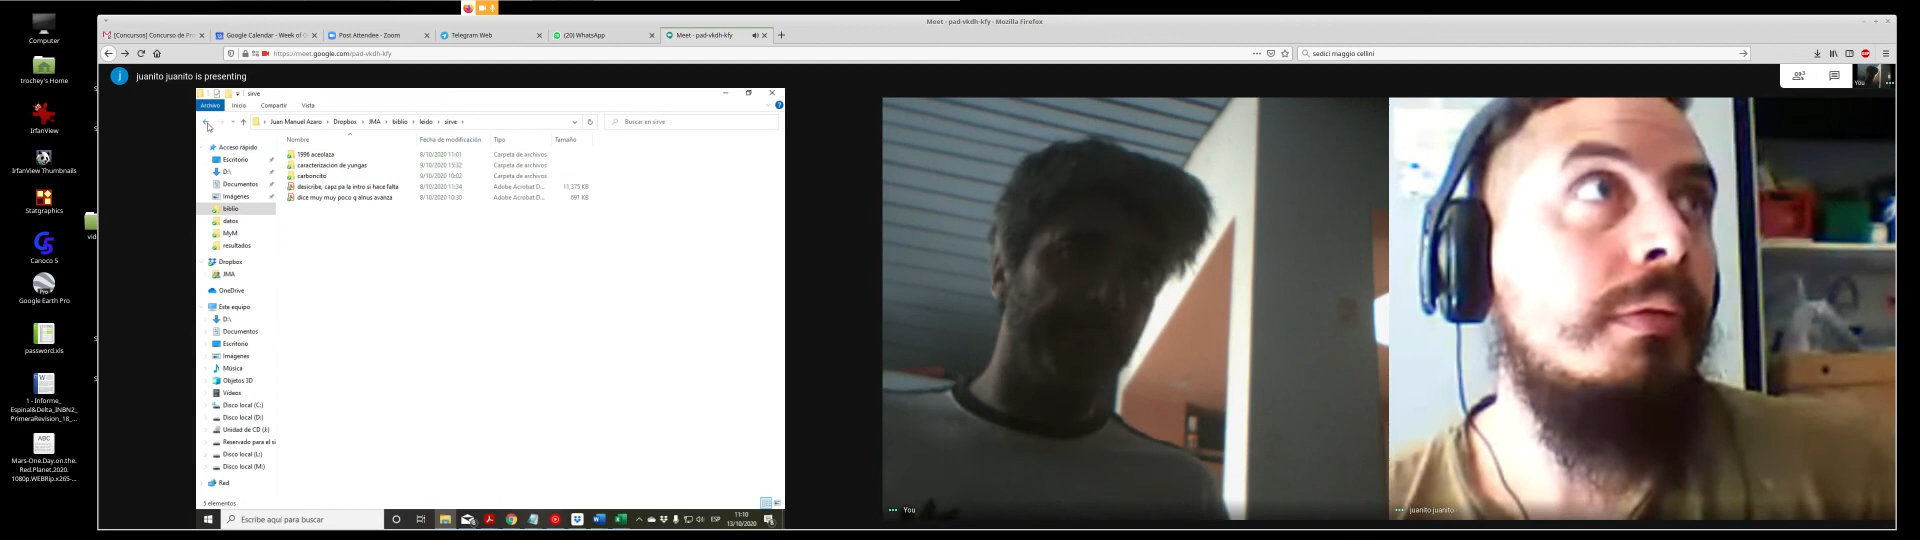 Meet - pad-vkdh-kfy - Mozilla Firefox
[Concursos] Concurso de Pr
Google Calendar - Week of O
Post Attendee - Zoom
Telegram Web
(20) WhatsApp
Meet - pad-vkdh-kfy
https://meet.google.com/pad-vkdh-kfy
sedici maggio cellini
Computer
trochey's Home
IrfanView
IrfanView Thumbnails
Statgraphics
Canoco 5
Google Earth Pro
password.xls
1 - Informe_
Espinal&Delta_INBN2_
PrimeraRevision_18_...
ABC
Mars-One.Day.on.the.
Red.Planet.2020.
1080p.WEBRip.x265-...
vid
j
juanito juanito is presenting
You
sirve
Archivo
Inicio
Compartir
Vista
Juan Manuel Azaro › Dropbox › JMA › biblio › leido › sirve ›
Buscar en sirve
Nombre
Fecha de modificación
Tipo
Tamaño
1996 aceolaza 8/10/2020 11:01 Carpeta de archivos
caracterizacion de yungas 9/10/2020 15:32 Carpeta de archivos
carboncito 9/10/2020 10:02 Carpeta de archivos
desicribe, capz pa la intro si hace falta 8/10/2020 11:34 Adobe Acrobat D... 11,375 KB
dice muy muy poco q alnus avanza 8/10/2020 10:30 Adobe Acrobat D... 691 KB
Acceso rápido
Escritorio
D:\
Documentos
Imágenes
biblio
datos
MyM
resultados
Dropbox
JMA
OneDrive
Este equipo
D:\
Documentos
Escritorio
Imágenes
Música
Objetos 3D
Vídeos
Disco local (C:)
Disco local (D:)
Unidad de CD (J:)
Reservado para el si
Disco local (L:)
Disco local (M:)
Red
5 elementos
Escribe aquí para buscar
ESP
11:10
13/10/2020
You
juanito juanito